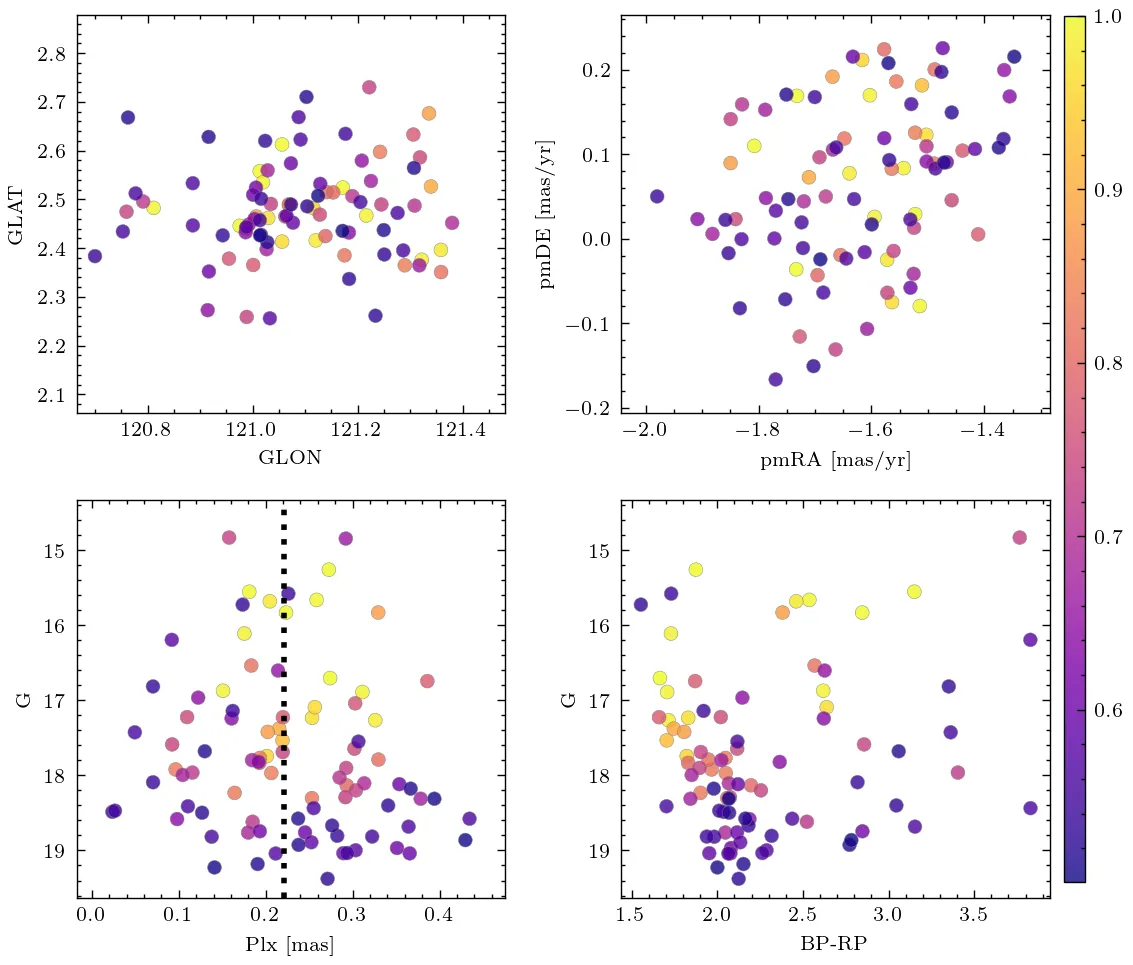 2.8
2.7
2.6
2.5
2.4
2.3
2.2
2.1
GLAT
120.8 121.0 121.2 121.4
GLON
0.2
0.1
0.0
−0.1
−0.2
pmDE [mas/yr]
−2.0 −1.8 −1.6 −1.4
pmRA [mas/yr]
1.0
0.9
0.8
0.7
0.6
15
16
17
18
19
G
0.0 0.1 0.2 0.3 0.4
Plx [mas]
15
16
17
18
19
G
1.5 2.0 2.5 3.0 3.5
BP-RP